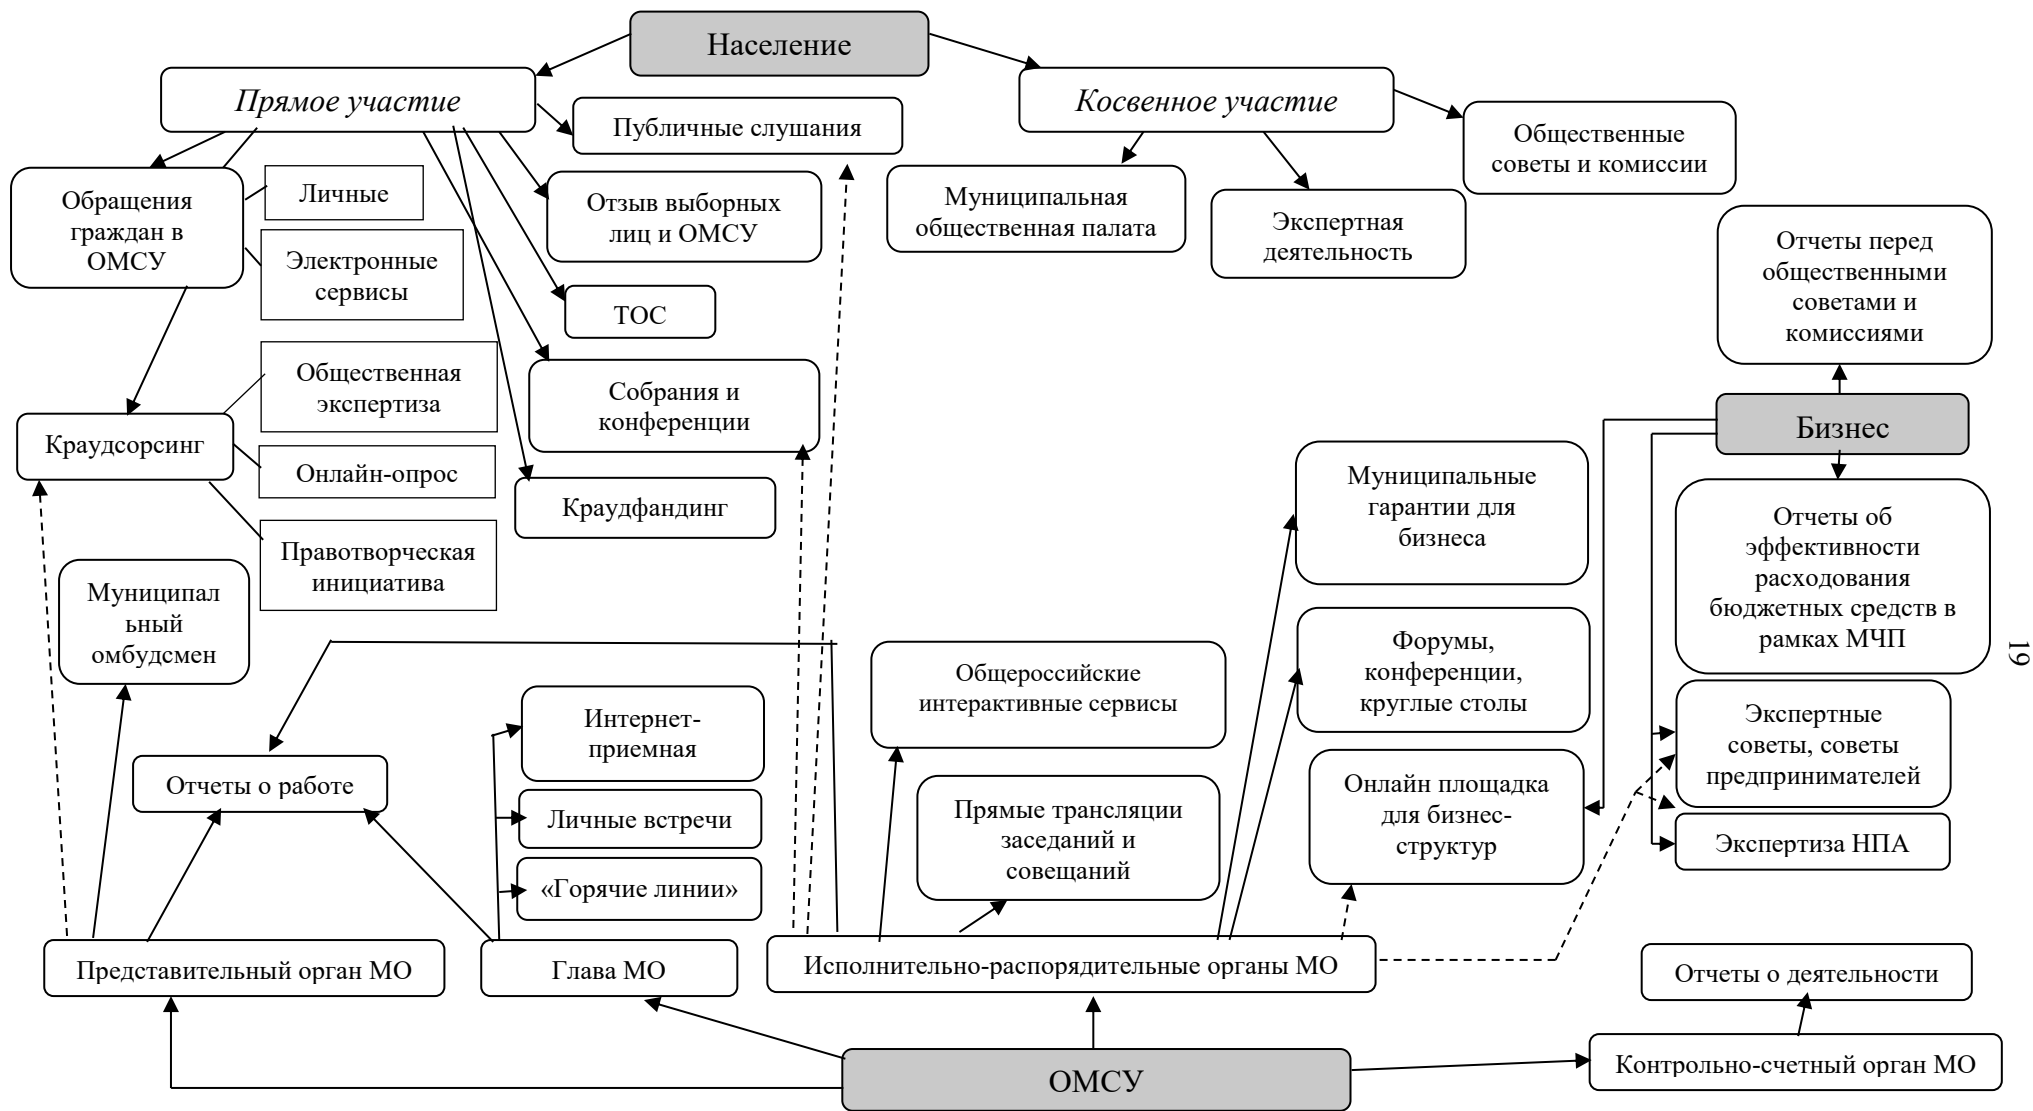 Население
Прямое участие
Косвенное участие
Публичные слушания
Общественные
советы и комиссии
Обращения
граждан в
ОМСУ
Личные
Отзыв выборных
лиц и ОМСУ
Муниципальная
общественная палата
Экспертная
деятельность
Электронные
сервисы
ТОС
Отчеты перед
общественными
советами и
комиссиями
Общественная
экспертиза
Собрания и
конференции
Краудсорсинг
Онлайн-опрос
Краудфандинг
Правотворческая
инициатива
Бизнес
Муниципальные
гарантии для
бизнеса
Отчеты об
эффективности
расходования
бюджетных средств в
рамках МЧП
Муниципал
ьный
омбудсмен
Общероссийские
интерактивные сервисы
Форумы,
конференции,
круглые столы
19
Интернет-
приемная
Экспертные
советы, советы
предпринимателей
Отчеты о работе
Личные встречи
Прямые трансляции
заседаний и
совещаний
Онлайн площадка
для бизнес-
структур
Экспертиза НПА
«Горячие линии»
Представительный орган МО
Глава МО
Исполнительно-распорядительные органы МО
Отчеты о деятельности
ОМСУ
Контрольно-счетный орган МО